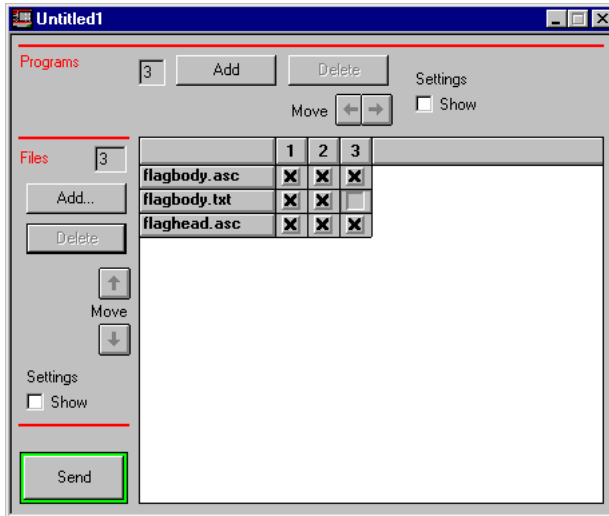 Untitled1
Programs
3
Add
Delete
Settings
Move
Show
Files
3
1 2 3
flagbody.asc
Add...
flagbody.txt
flaghead.asc
Delete
Move
Settings
Show
Send